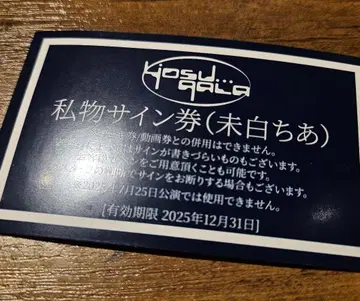 kiosu...
gala
私物サイン券(未白ちあ)
券/動画券との併用はできません。
はサインが書きづらいものもございます。
ンをご用意頂くことも可能です。
でサインをお断りする場合もございます。
月25日公演では使用できません。
[有効期限 2025年12月31日]